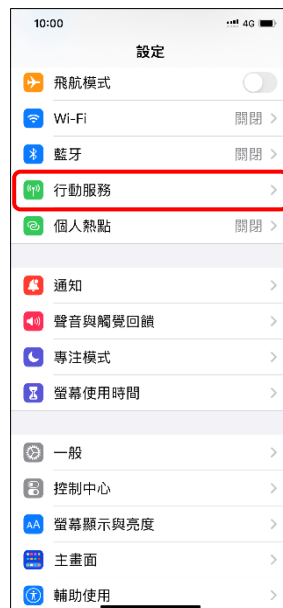 10:00 4G
設定
飛航模式
Wi-Fi 關閉
藍牙 關閉
行動服務
個人熱點 關閉
通知
聲音與觸覺回饋
專注模式
螢幕使用時間
一般
控制中心
AA 螢幕顯示與亮度
主畫面
輔助使用